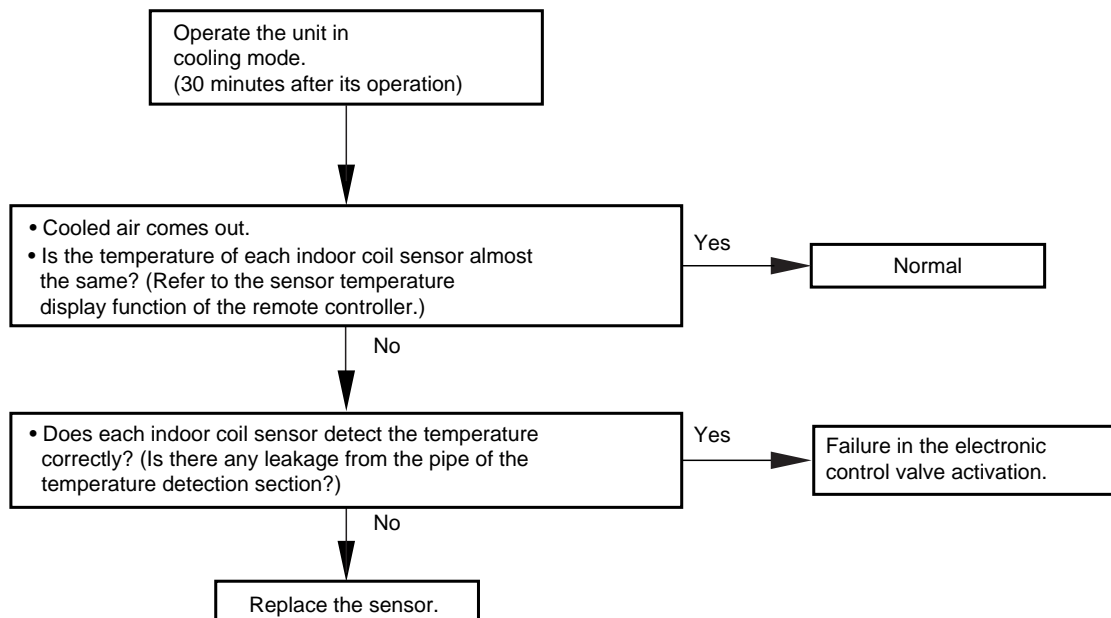 Operate the unit in
cooling mode.
(30 minutes after its operation)
• Cooled air comes out.
• Is the temperature of each indoor coil sensor almost
the same? (Refer to the sensor temperature
display function of the remote controller.)
Yes
Normal
No
• Does each indoor coil sensor detect the temperature
correctly? (Is there any leakage from the pipe of the
temperature detection section?)
Yes
Failure in the electronic
control valve activation.
No
Replace the sensor.